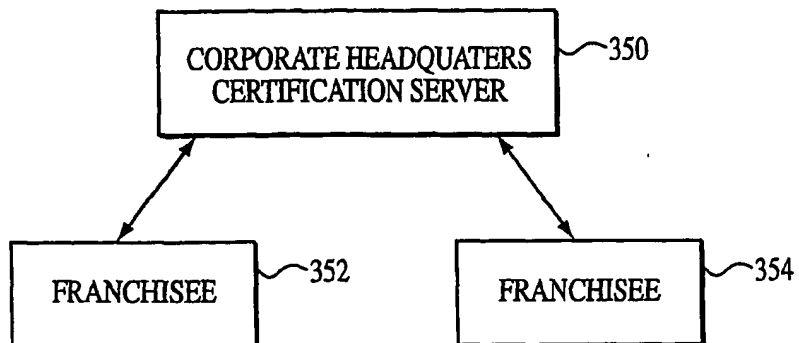 CORPORATE HEADQUATERS
CERTIFICATION SERVER
350
FRANCHISEE
352
FRANCHISEE
354